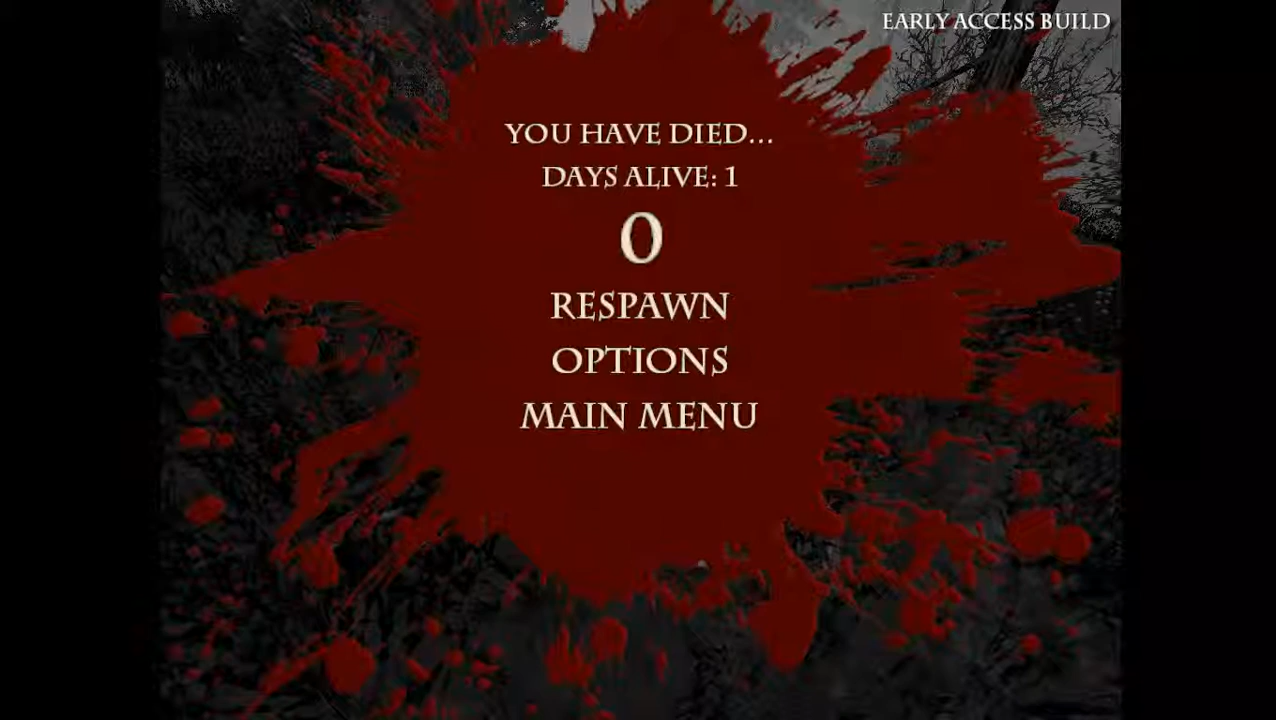 EARLY ACCESS BUILD
YOU HAVE DIED...
DAYS ALIVE: 1
0
RESPAWN
OPTIONS
MAIN MENU